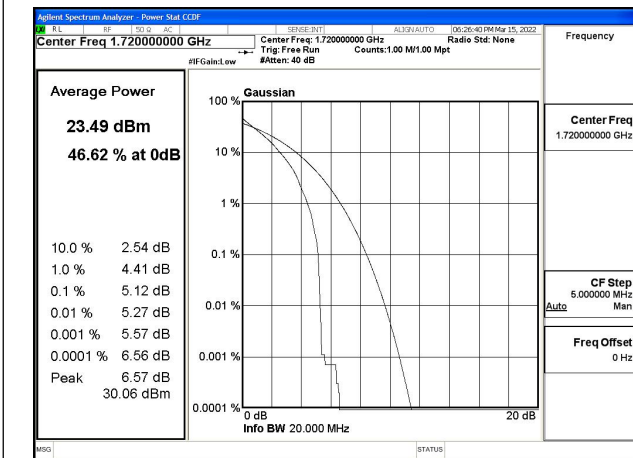 Agilent Spectrum Analyzer - Power Stat CCDF
RL RF 50 Ω AC SENSE:INT ALIGN AUTO 06:26:40 PM Mar 15, 2022
Center Freq 1.720000000 GHz
Center Freq: 1.720000000 GHz Radio Std: None
Trig: Free Run Counts:1.00 M/1.00 Mpt
#IFGain:Low #Atten: 40 dB
Frequency
Average Power
23.49 dBm
46.62 % at 0dB
10.0 % 2.54 dB
1.0 % 4.41 dB
0.1 % 5.12 dB
0.01 % 5.27 dB
0.001 % 5.57 dB
0.0001 % 6.56 dB
Peak 6.57 dB
30.06 dBm
Gaussian
100 %
10 %
1 %
0.1 %
0.01 %
0.001 %
0.0001 %
0 dB 20 dB
Info BW 20.000 MHz
Center Freq
1.720000000 GHz
CF Step
5.000000 MHz
Auto Man
Freq Offset
0 Hz
MSG STATUS